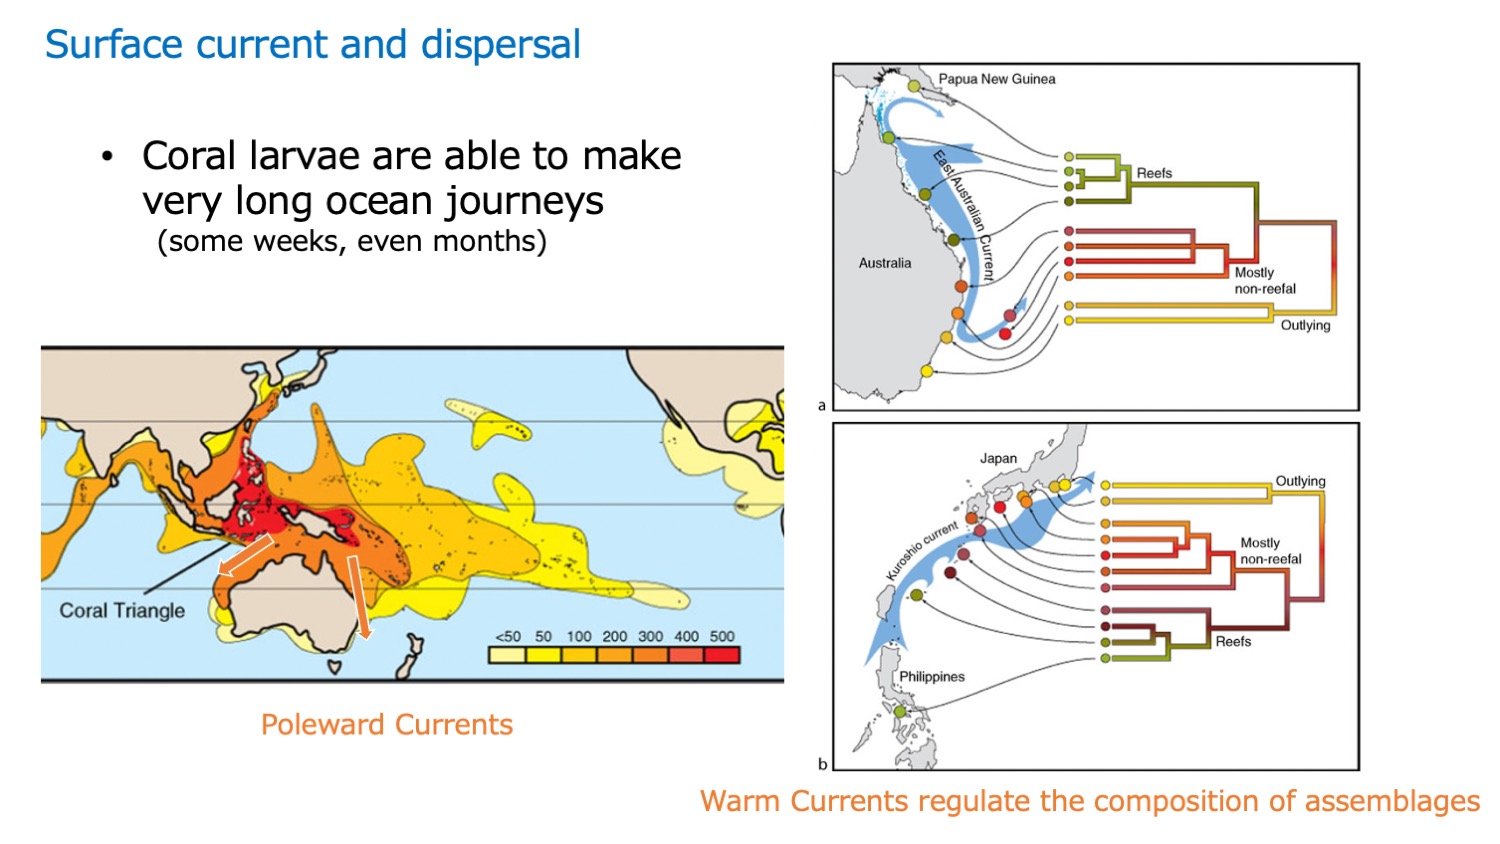 Surface current and dispersal
• Coral larvae are able to make
very long ocean journeys
(some weeks, even months)
Coral Triangle
<50 50 100 200 300 400 500
Poleward Currents
Papua New Guinea
East Australian Current
Australia
Reefs
Mostly
non-reefal
Outlying
a
Japan
Kuroshio current
Philippines
Outlying
Mostly
non-reefal
Reefs
b
Warm Currents regulate the composition of assemblages